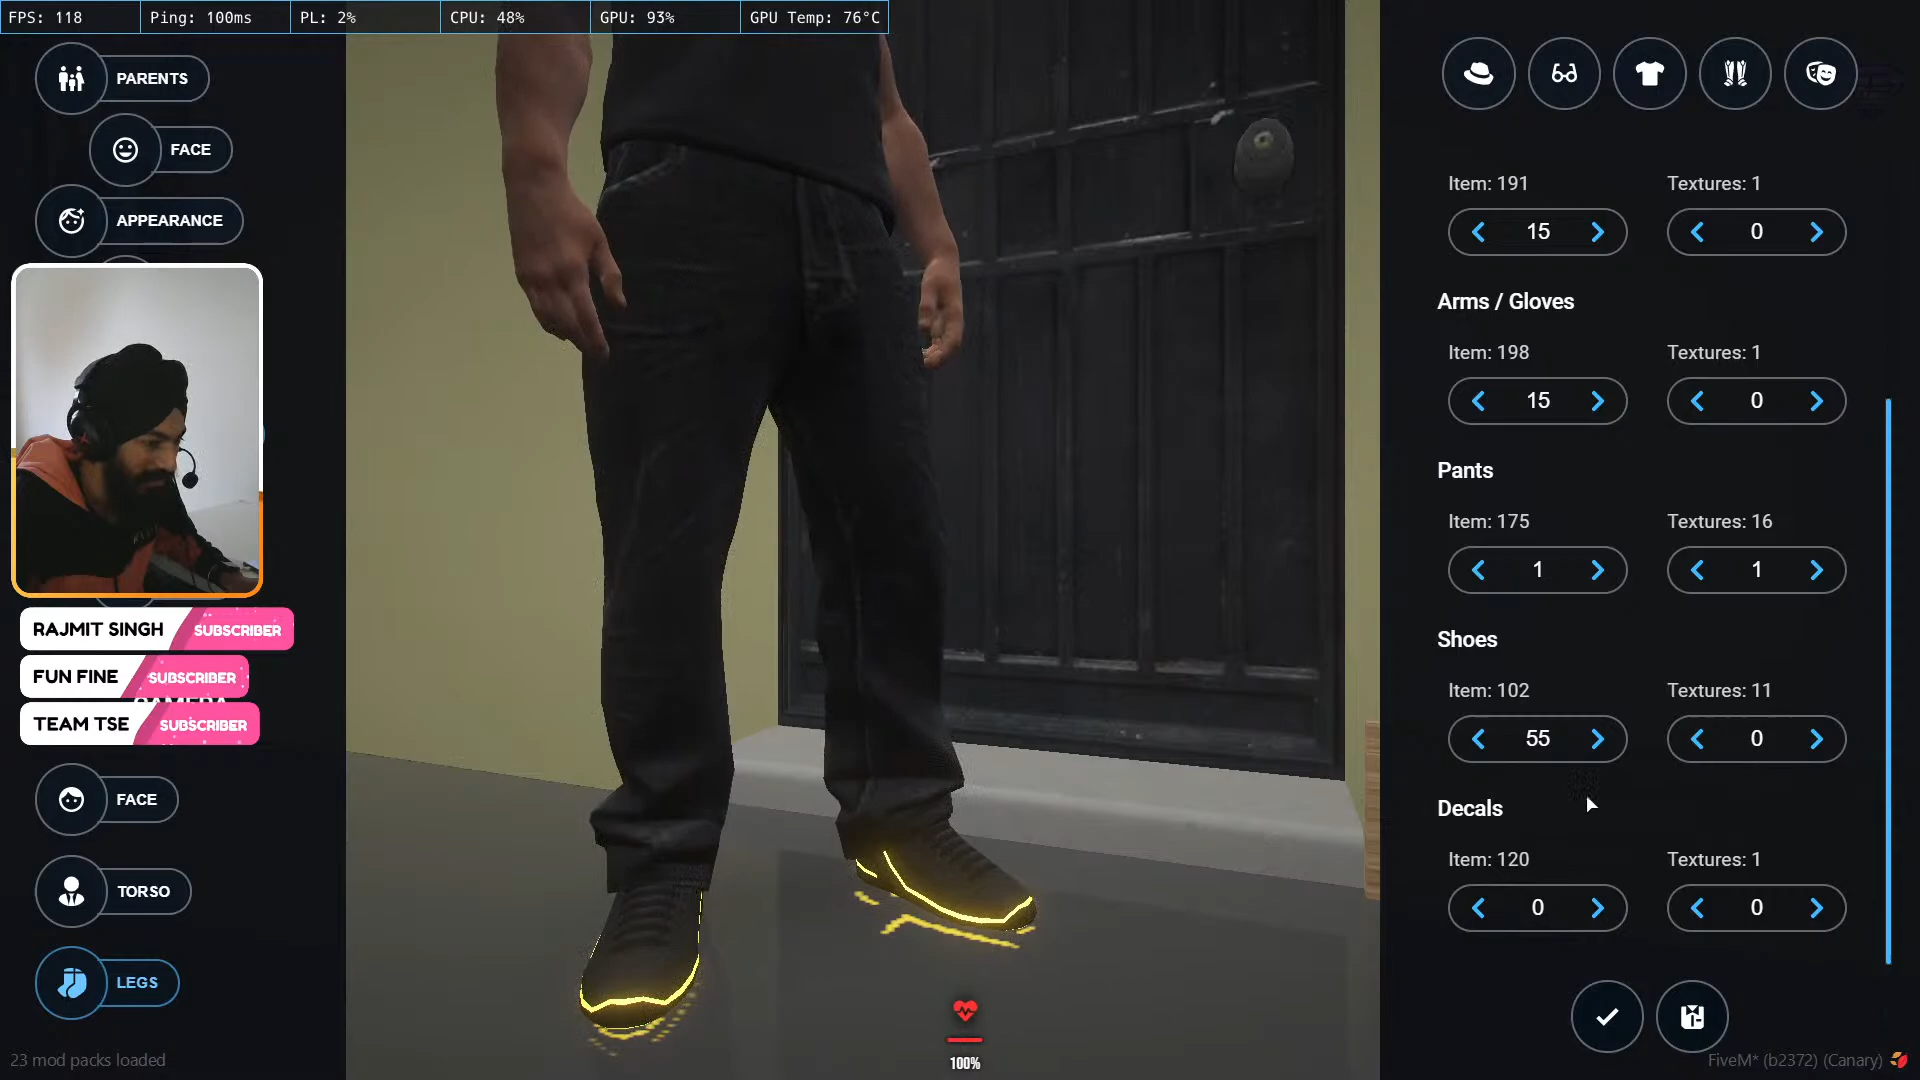 FPS: 118
Ping: 100ms
PL: 2%
CPU: 48%
GPU: 93%
GPU Temp: 76°C
PARENTS
FACE
APPEARANCE
RAJMIT SINGH
SUBSCRIBER
FUN FINE
SUBSCRIBER
TEAM TSE
SUBSCRIBER
FACE
TORSO
LEGS
23 mod packs loaded
100%
Item: 191
Textures: 1
15
0
Arms / Gloves
Item: 198
Textures: 1
15
0
Pants
Item: 175
Textures: 16
1
1
Shoes
Item: 102
Textures: 11
55
0
Decals
Item: 120
Textures: 1
0
0
FiveM* (b2372) (Canary)